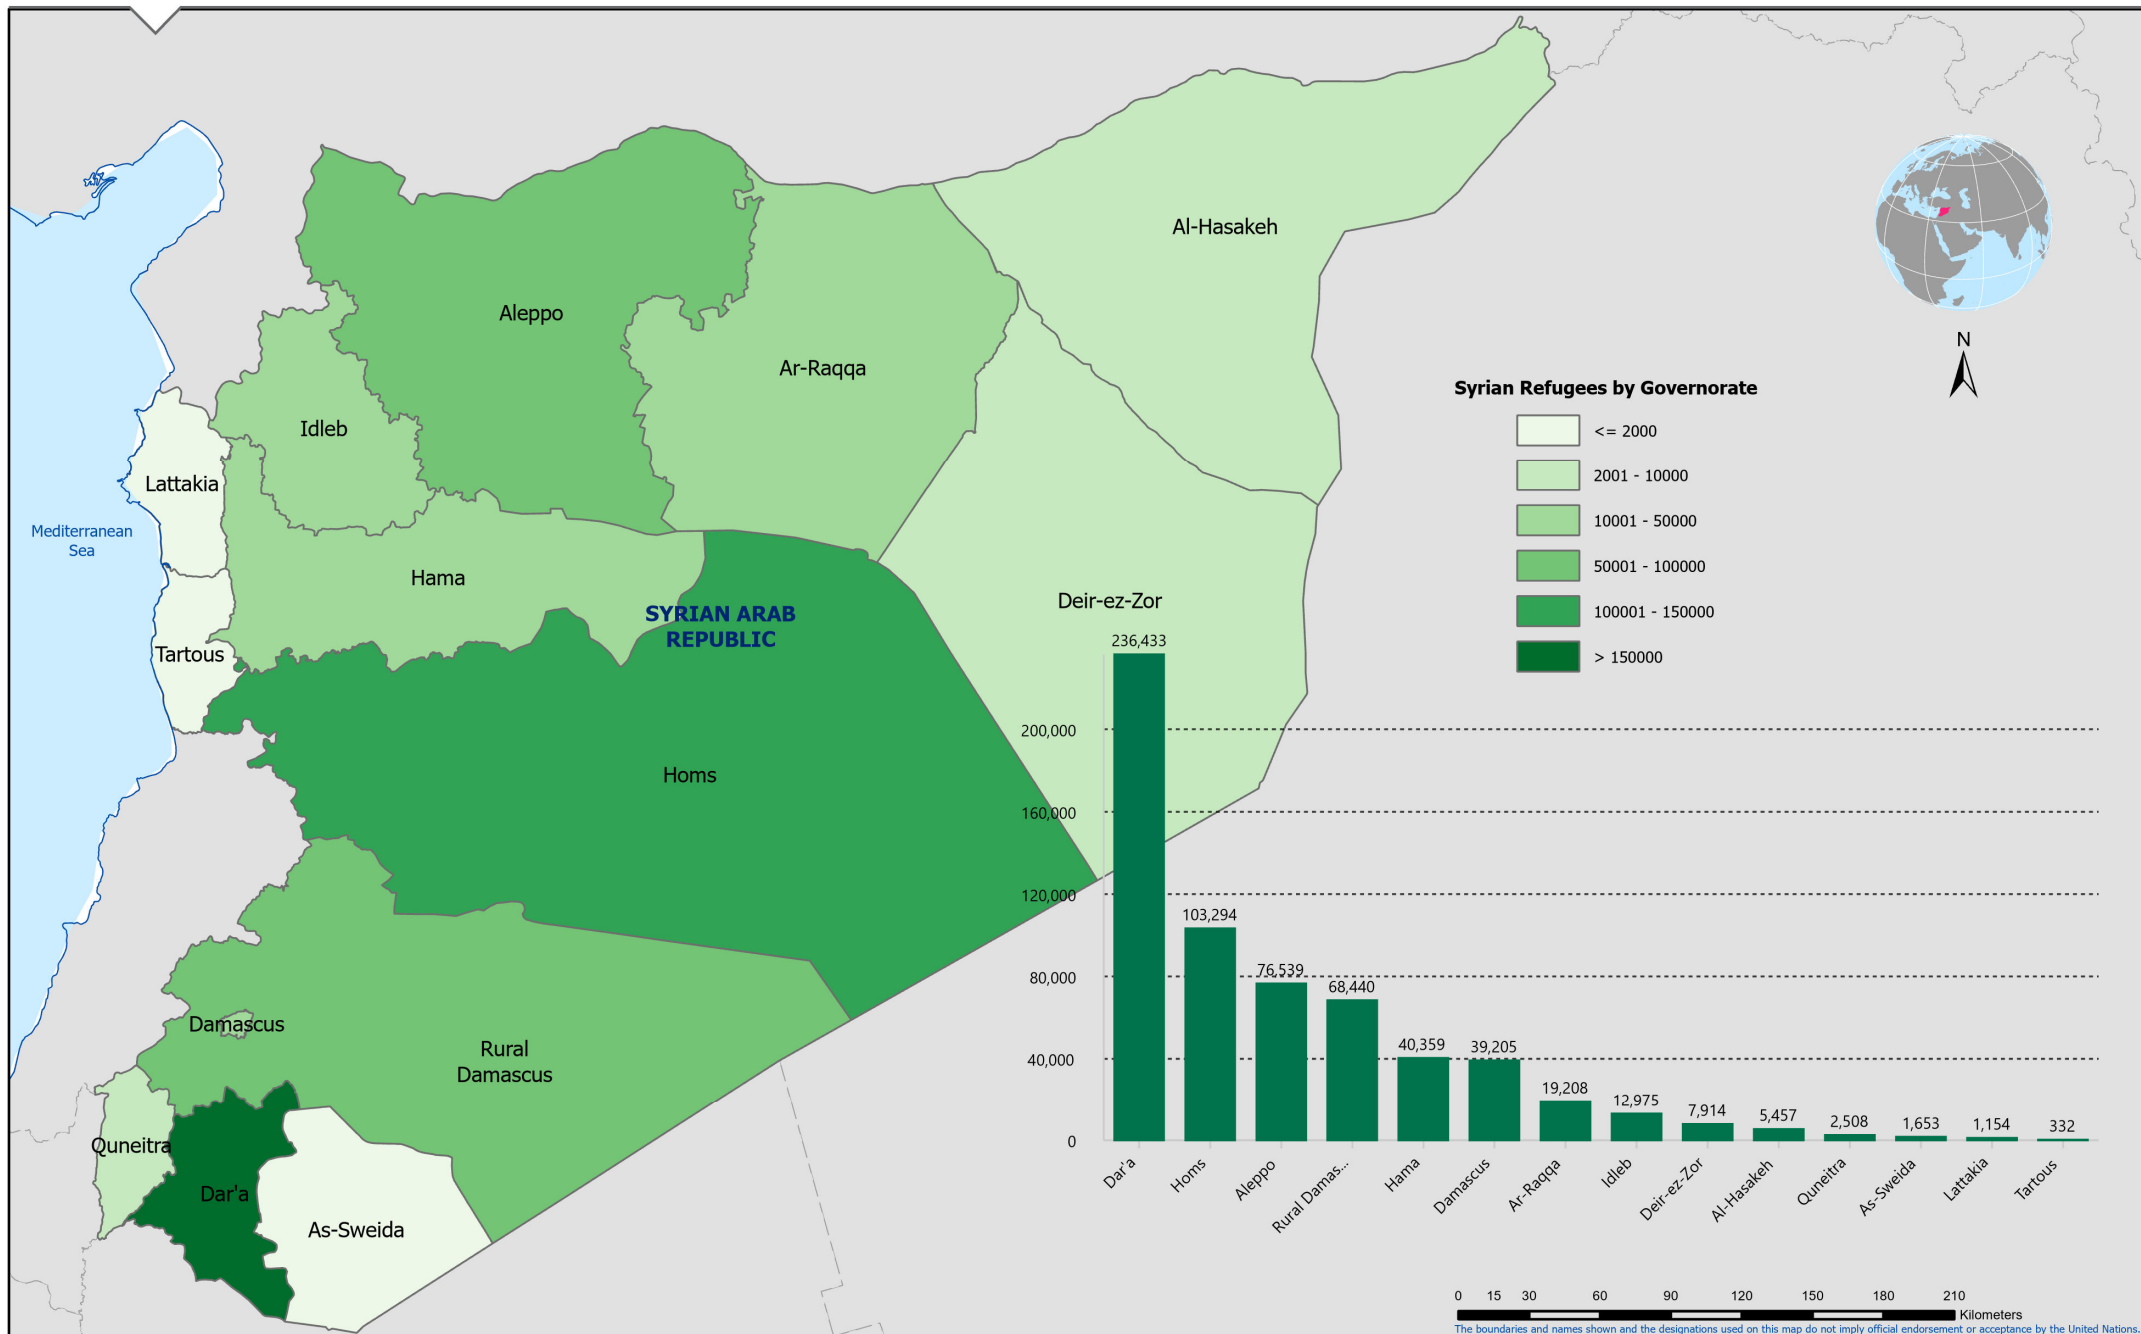 Al-Hasakeh
Aleppo
Ar-Raqqa
Idleb
Lattakia
Mediterranean
Sea
Hama
Deir-ez-Zor
SYRIAN ARAB
REPUBLIC
Tartous
Homs
Damascus
Rural
Damascus
Quneitra
Dar'a
As-Sweida
N
Syrian Refugees by Governorate
<= 2000
2001 - 10000
10001 - 50000
50001 - 100000
100001 - 150000
> 150000
236,433
103,294
76,539
68,440
40,359
39,205
19,208
12,975
7,914
5,457
2,508
1,653
1,154
332
200,000
160,000
120,000
80,000
40,000
0
Dar'a
Homs
Aleppo
Rural Damas...
Hama
Damascus
Ar-Raqqa
Idleb
Deir-ez-Zor
Al-Hasakeh
Quneitra
As-Sweida
Lattakia
Tartous
0 15 30 60 90 120 150 180 210
Kilometers
The boundaries and names shown and the designations used on this map do not imply official endorsement or acceptance by the United Nations.